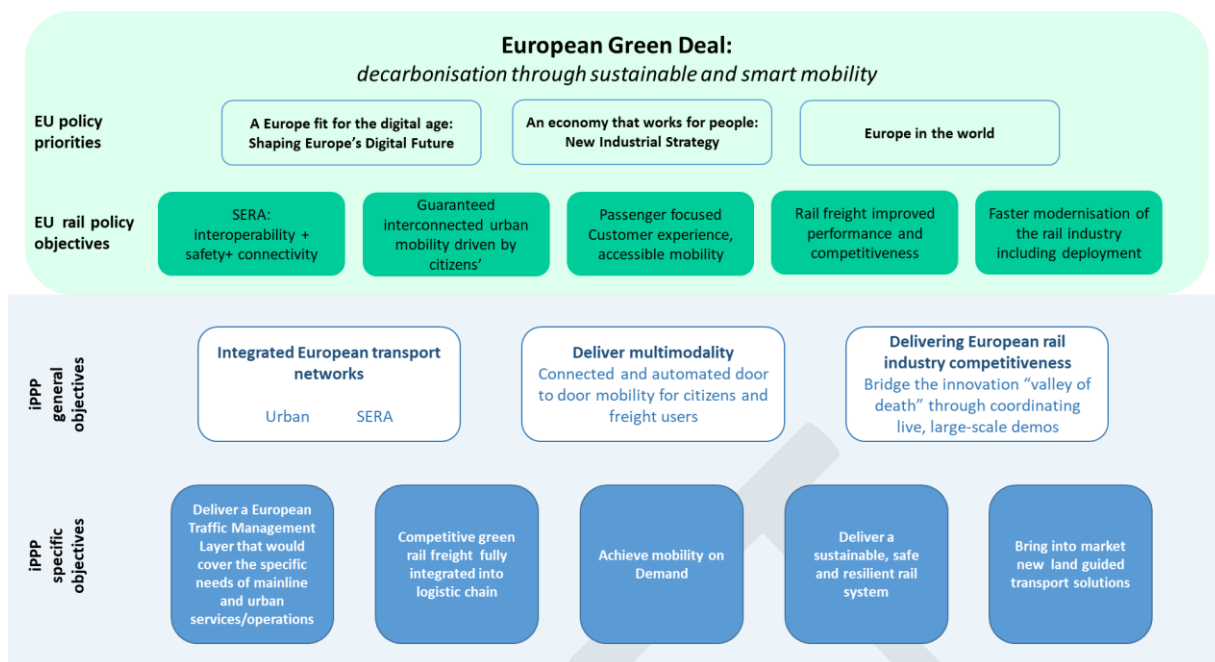 European Green Deal:
decarbonisation through sustainable and smart mobility
EU policy
priorities
A Europe fit for the digital age:
Shaping Europe's Digital Future
An economy that works for people:
New Industrial Strategy
Europe in the world
EU rail policy
objectives
SERA:
interoperability +
safety+ connectivity
Guaranteed
interconnected urban
mobility driven by
citizens'
Passenger focused
Customer experience,
accessible mobility
Rail freight improved
performance and
competitiveness
Faster modernisation of
the rail industry
including deployment
iPPP
general
objectives
Integrated European transport
networks
Urban SERA
Deliver multimodality
Connected and automated door
to door mobility for citizens and
freight users
Delivering European rail
industry competitiveness
Bridge the innovation “valley of
death” through coordinating
live, large-scale demos
iPPP
specific
objectives
Deliver a European
Traffic Management
Layer that would
cover the specific
needs of mainline
and urban
services/operations
Competitive green
rail freight fully
integrated into
logistic chain
Achieve mobility on
Demand
Deliver a
sustainable, safe
and resilient rail
system
Bring into market
new land guided
transport solutions